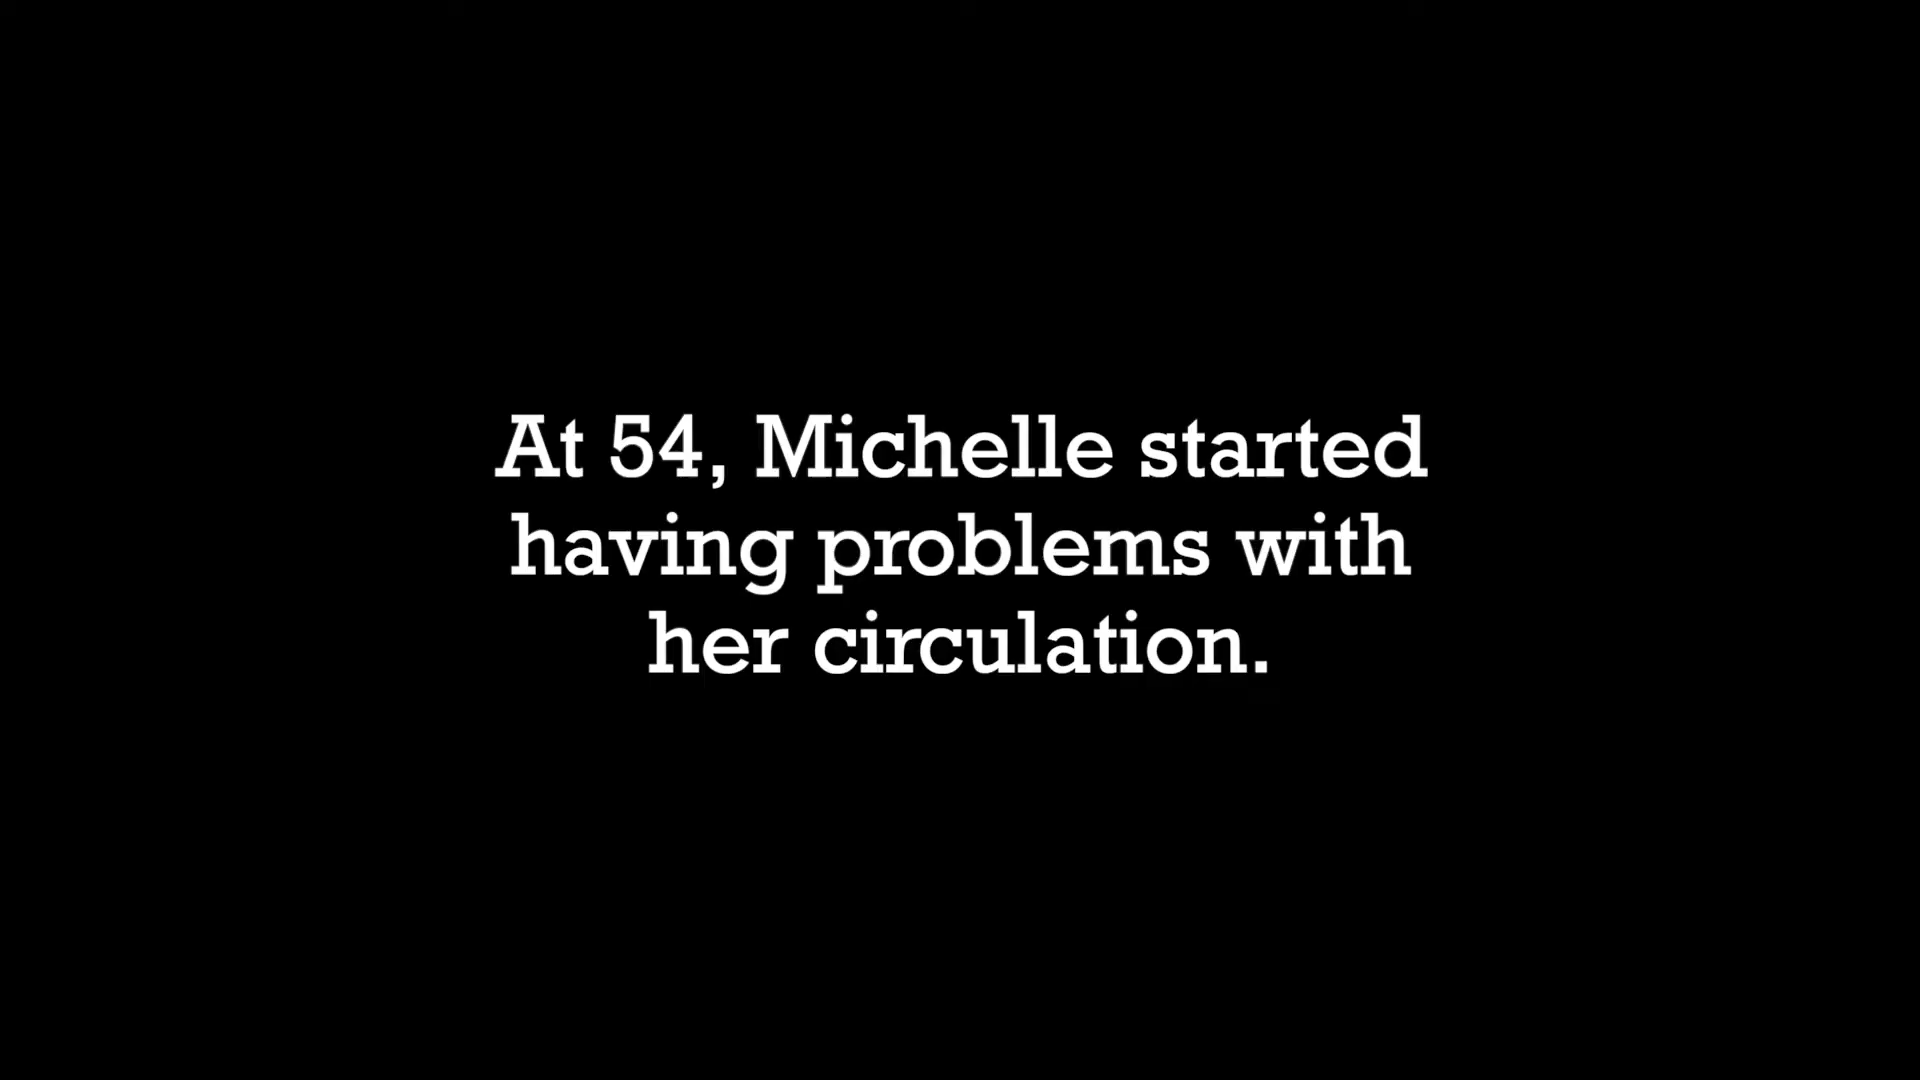 At 54, Michelle started
having problems with
her circulation.